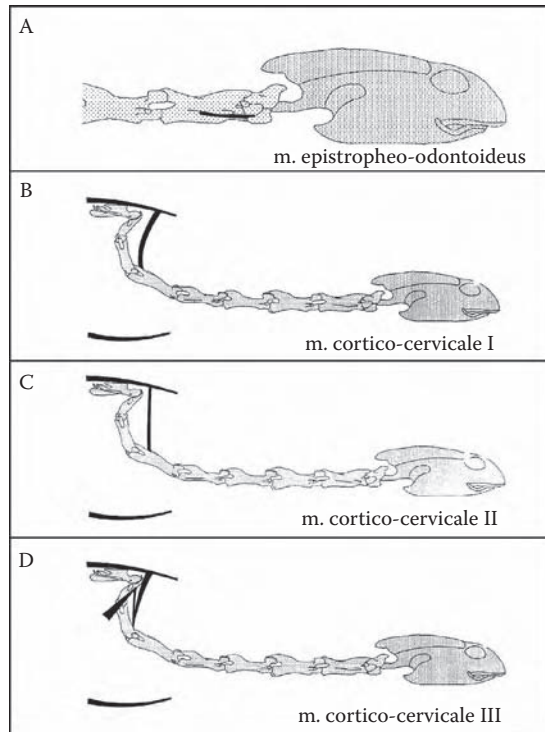 A
m. epistropheo-odontoideus
B
m. cortico-cervicale I
C
m. cortico-cervicale II
D
m. cortico-cervicale III